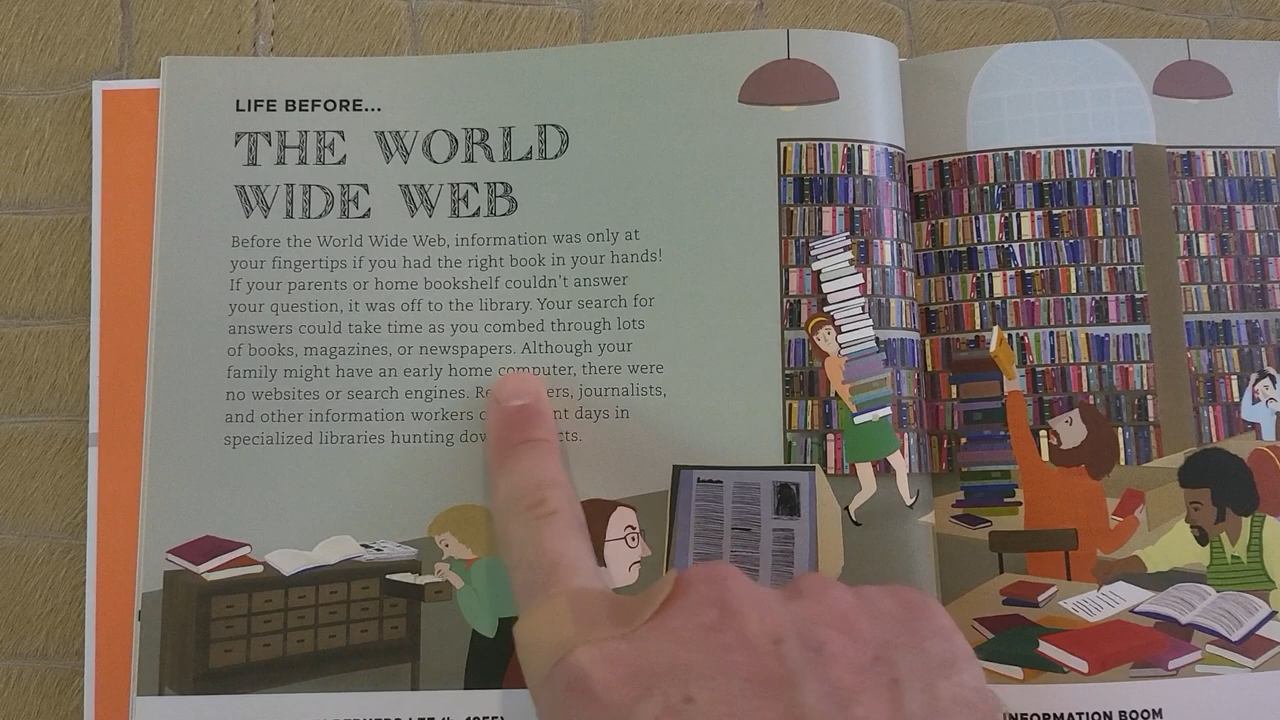 LIFE BEFORE...
THE WORLD
WIDE WEB
Before the World Wide Web, information was only at
your fingertips if you had the right book in your hands!
If your parents or home bookshelf couldn't answer
your question, it was off to the library. Your search for
answers could take time as you combed through lots
of books, magazines, or newspapers. Although your
family might have an early home computer, there were
no websites or search engines. journalists,
and other information workers days in
specialized libraries hunting
INFORMATION BOOM